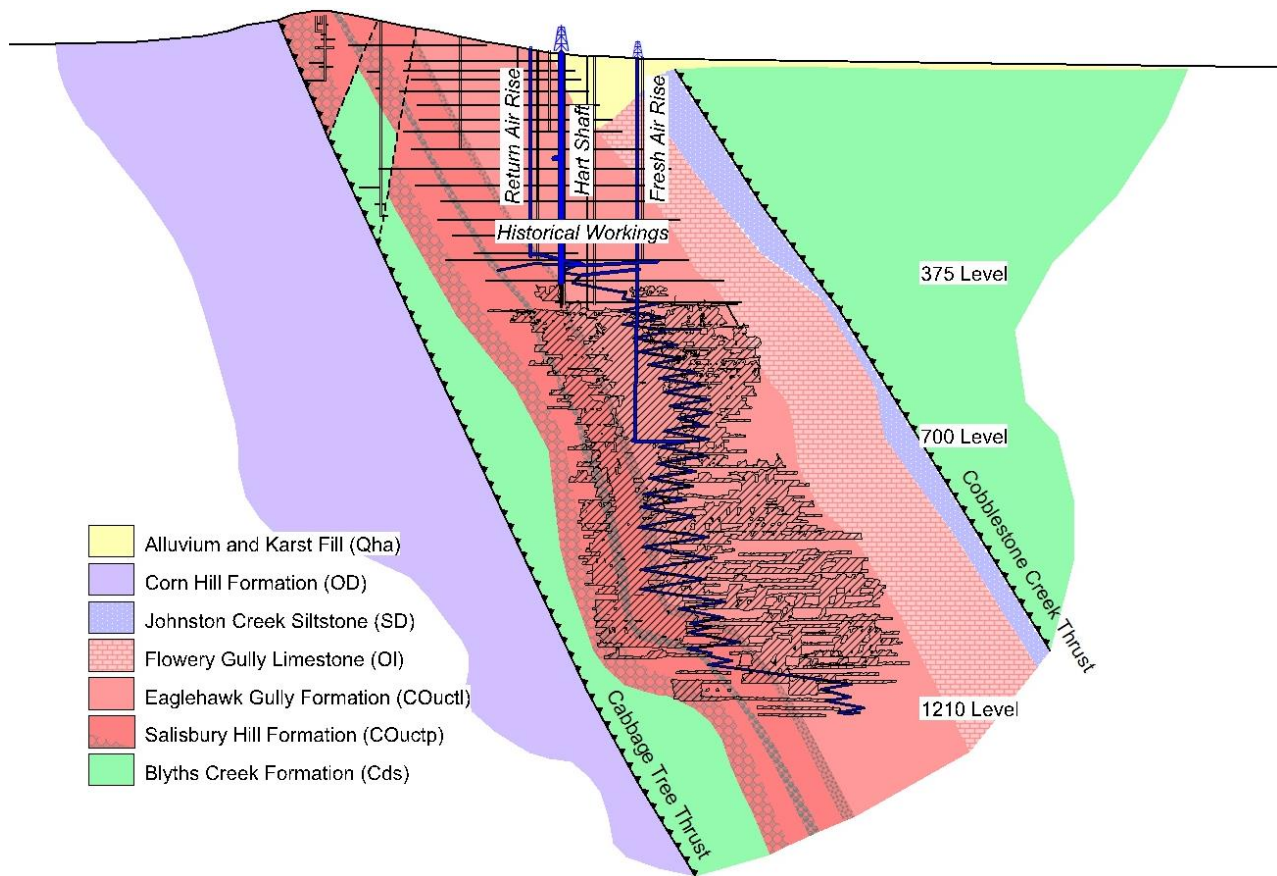 Return Air Rise
Hart Shaft
Fresh Air Rise
Historical Workings
375 Level
700 Level
1210 Level
Cobblestone Creek Thrust
Cabbage Tree Thrust
Alluvium and Karst Fill (Qha)
Corn Hill Formation (OD)
Johnston Creek Siltstone (SD)
Flowery Gully Limestone (Ol)
Eaglehawk Gully Formation (COuctl)
Salisbury Hill Formation (COuctp)
Blyths Creek Formation (Cds)